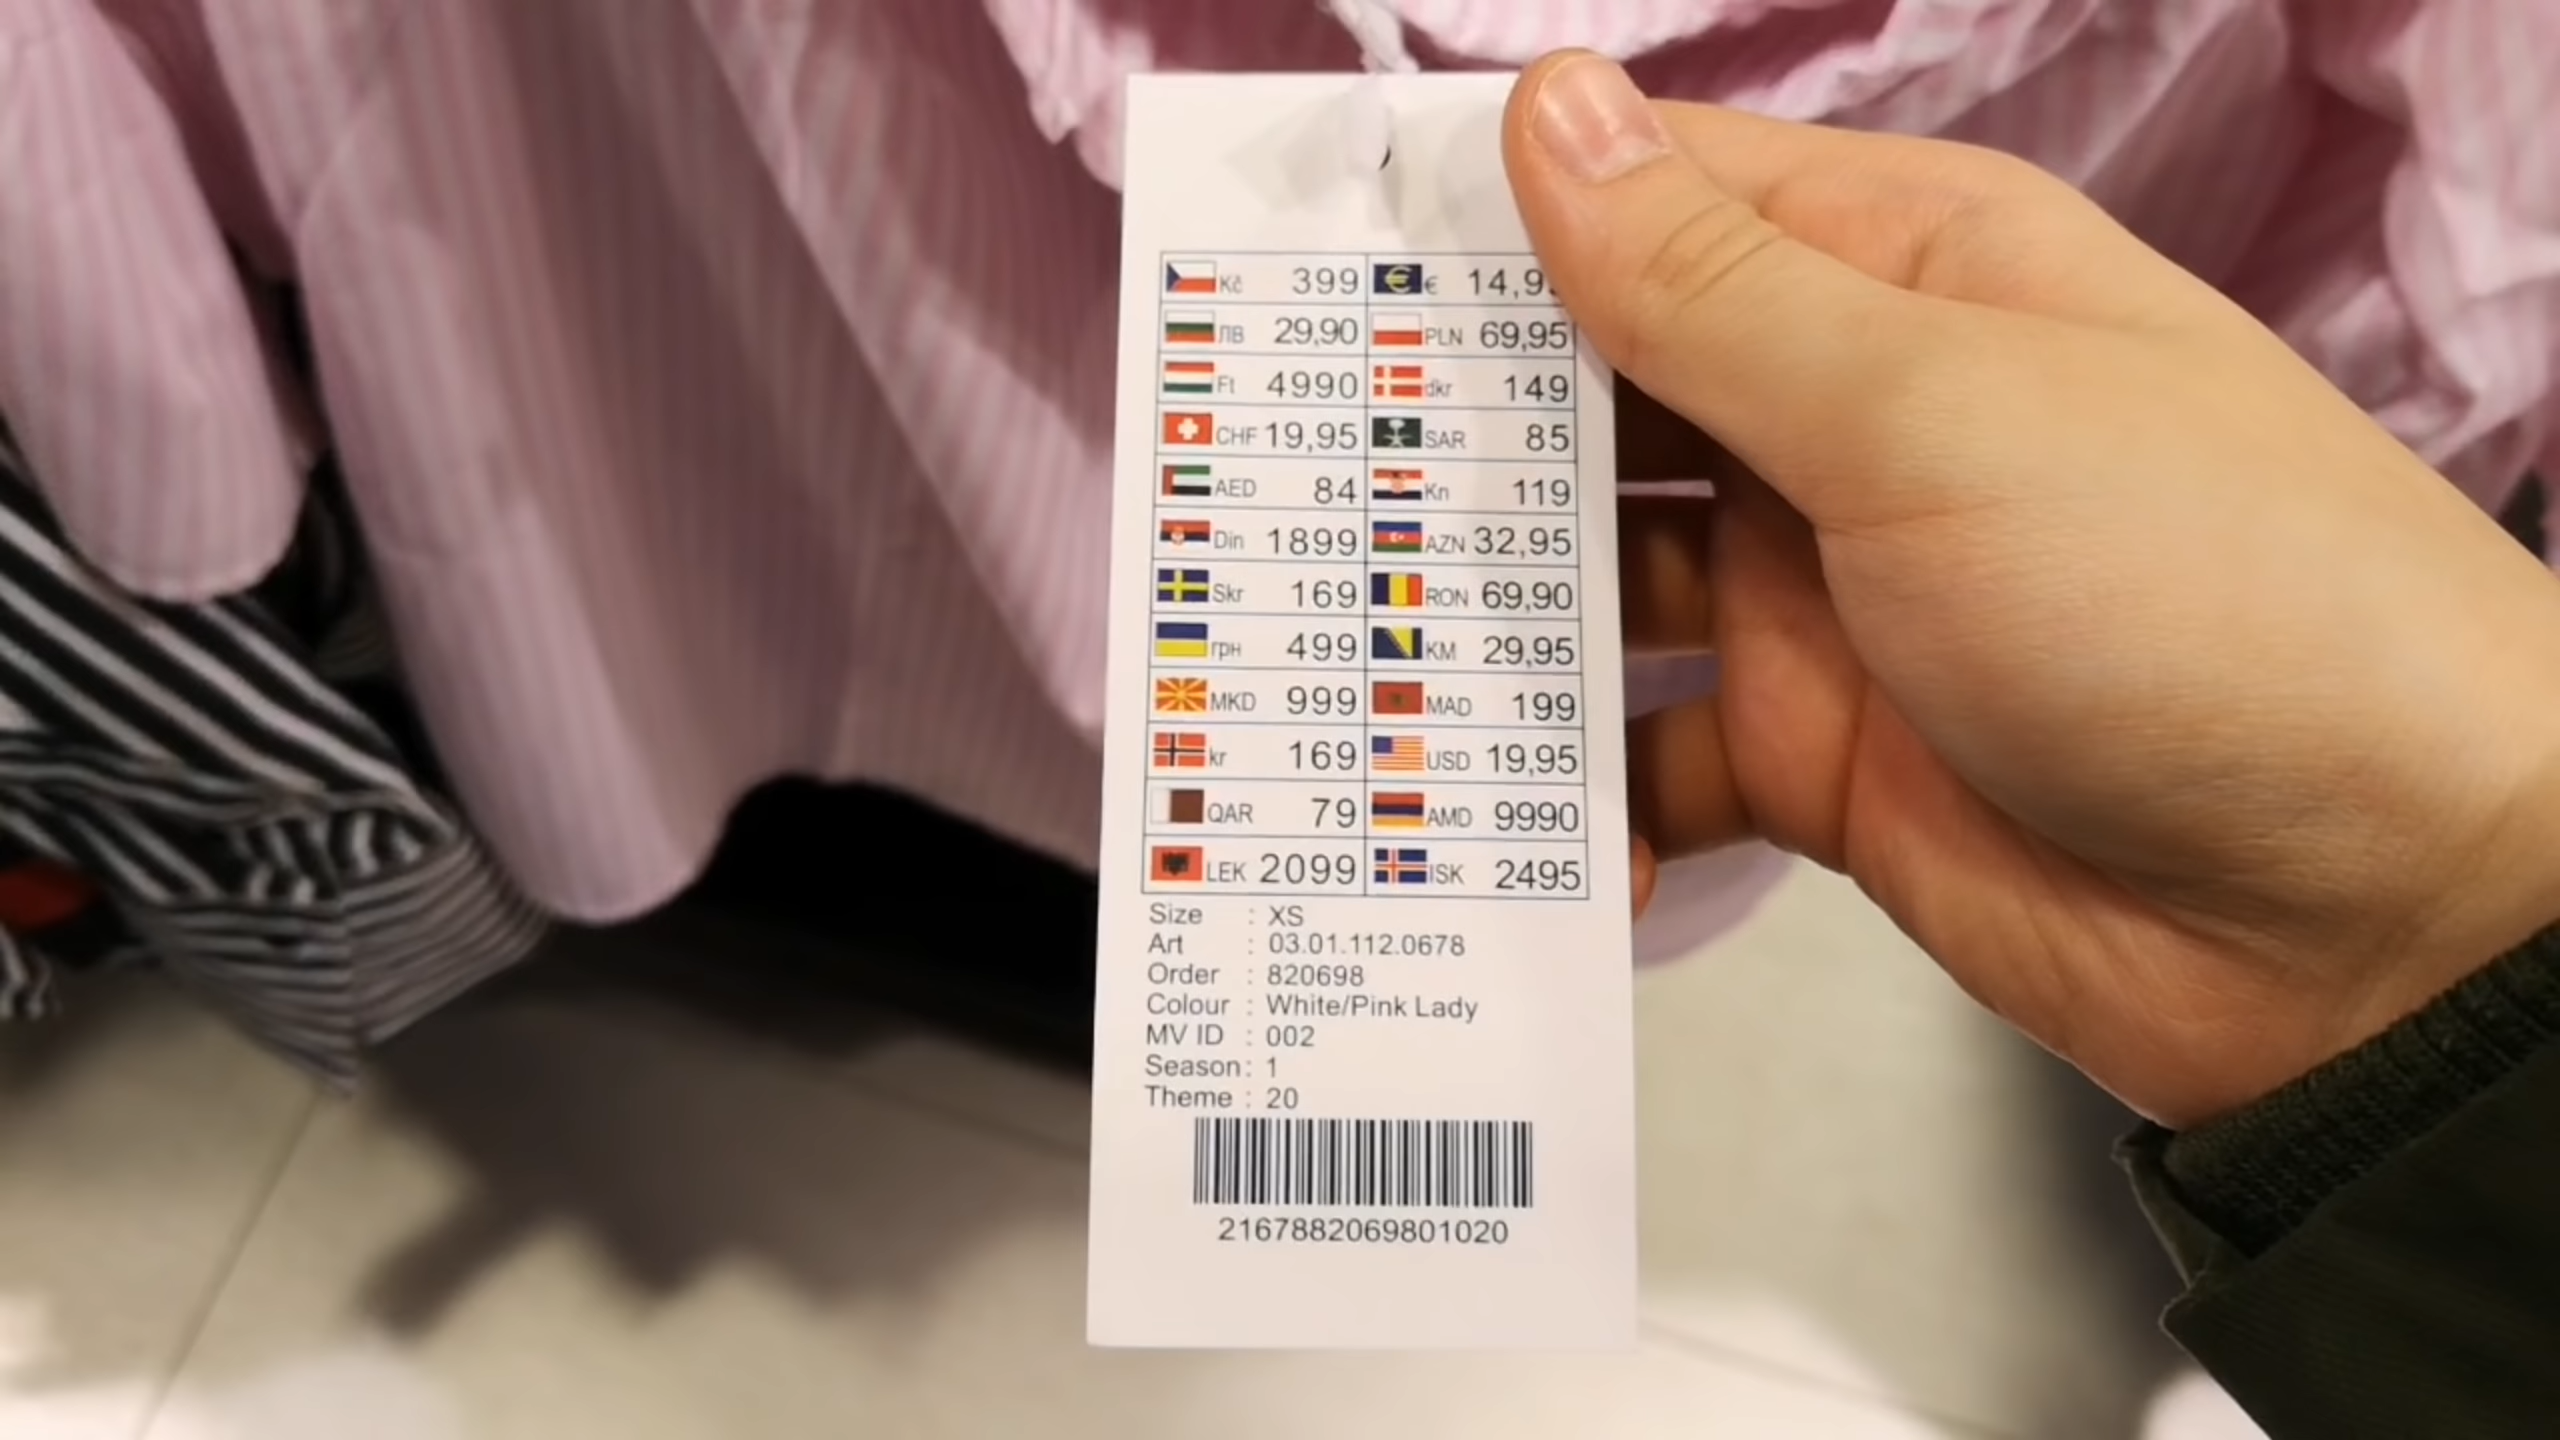 Kč 399 € 14,9
лв 29,90 PLN 69,95
Ft 4990 dkr 149
CHF 19,95 SAR 85
AED 84 Kn 119
Din 1899 AZN 32,95
Skr 169 RON 69,90
грн 499 KM 29,95
MKD 999 MAD 199
kr 169 USD 19,95
QAR 79 AMD 9990
LEK 2099 ISK 2495
Size : XS
Art : 03.01.112.0678
Order : 820698
Colour : White/Pink Lady
MV ID : 002
Season : 1
Theme : 20
2167882069801020